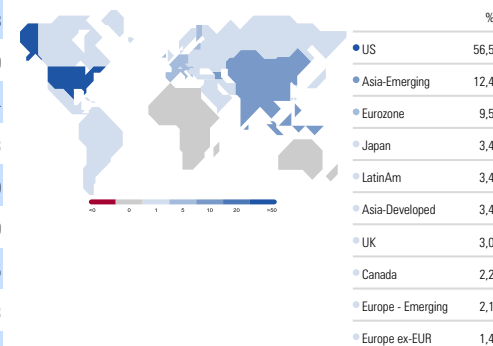 %
US 56,5
Asia-Emerging 12,4
Eurozone 9,5
Japan 3,4
LatinAm 3,4
Asia-Developed 3,4
UK 3,0
Canada 2,2
Europe - Emerging 2,1
Europe ex-EUR 1,4
<0 0 1 5 10 20 >50